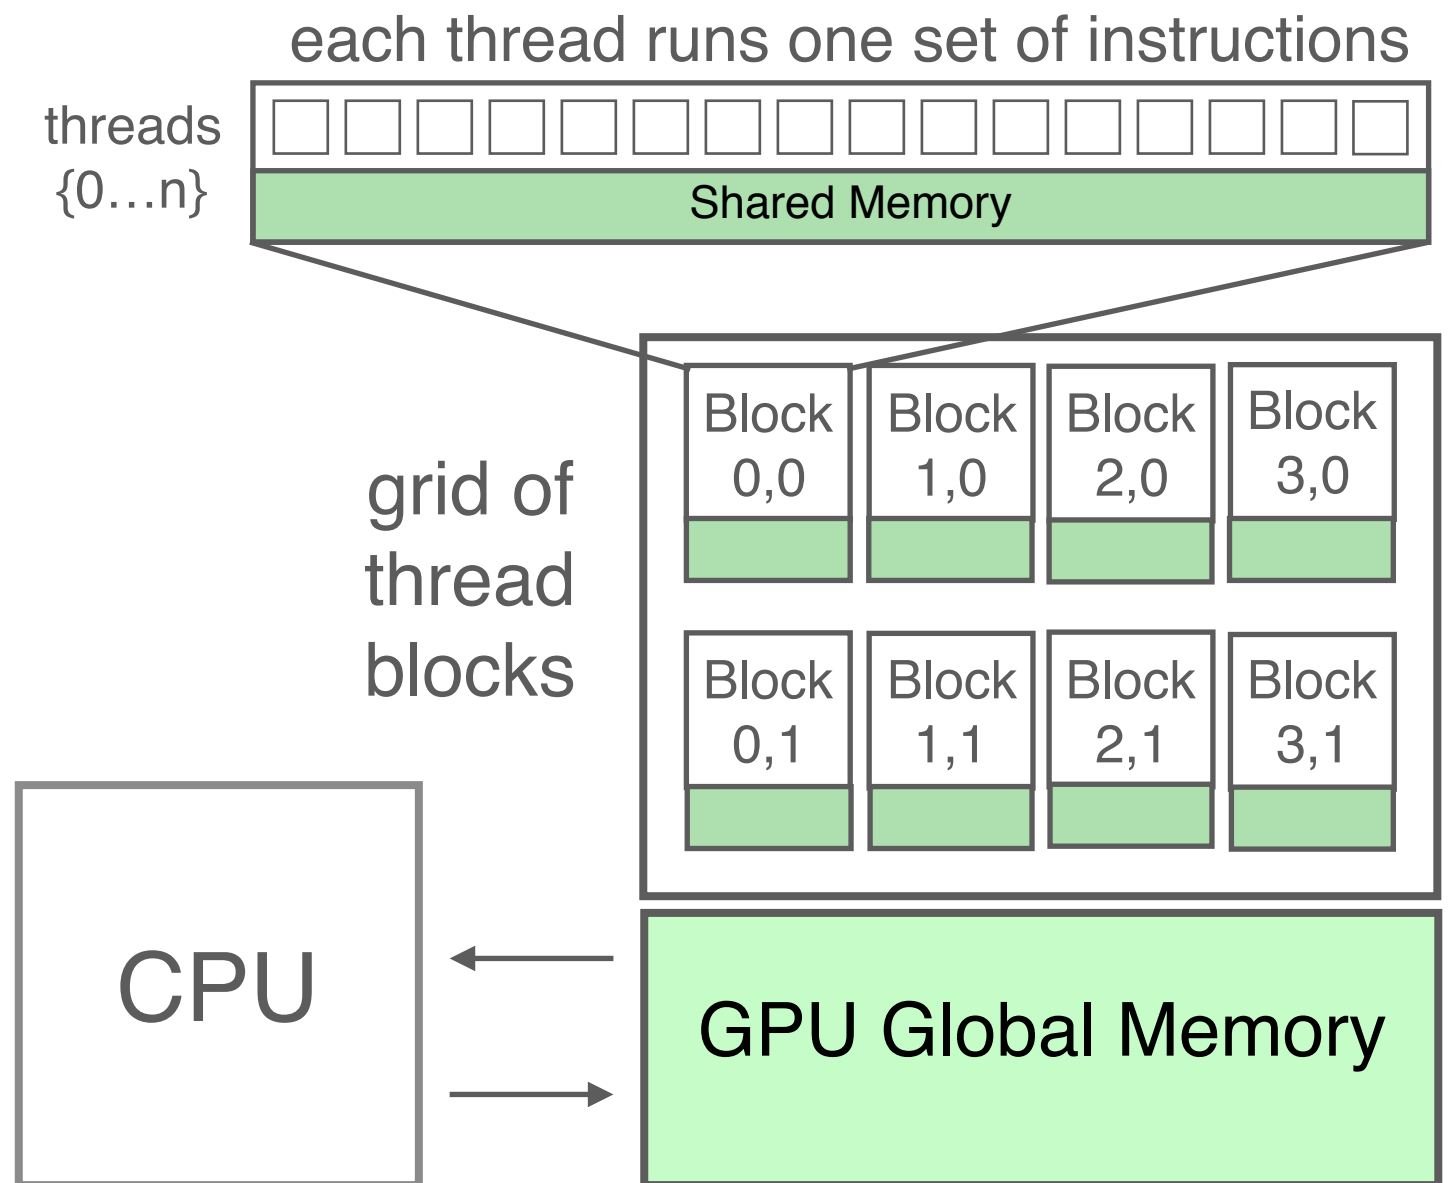 each thread runs one set of instructions
threads
{0…n}
Shared Memory
grid of
thread
blocks
Block
0,0
Block
1,0
Block
2,0
Block
3,0
Block
0,1
Block
1,1
Block
2,1
Block
3,1
CPU
GPU Global Memory